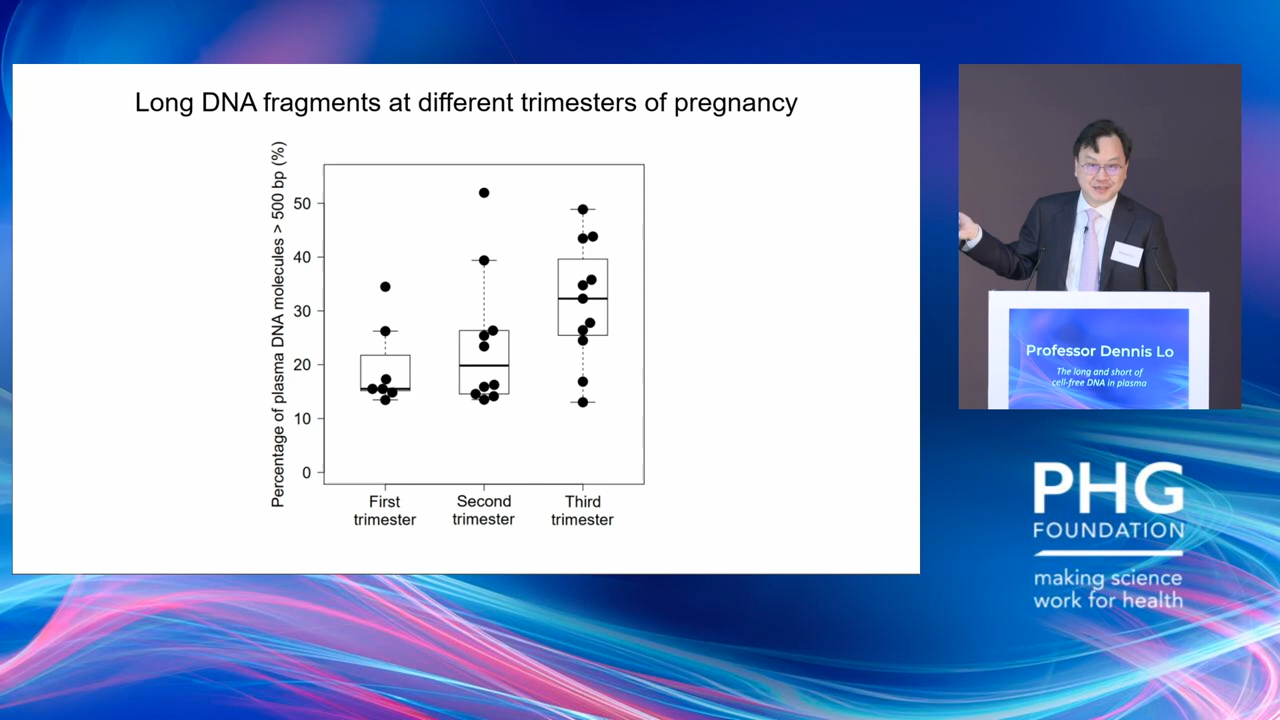 Long DNA fragments at different trimesters of pregnancy
Percentage of plasma DNA molecules > 500 bp (%)
50
40
30
20
10
0
First
trimester
Second
trimester
Third
trimester
Professor Dennis Lo
The long and short of
cell-free DNA in plasma
PHG
FOUNDATION
making science
work for health